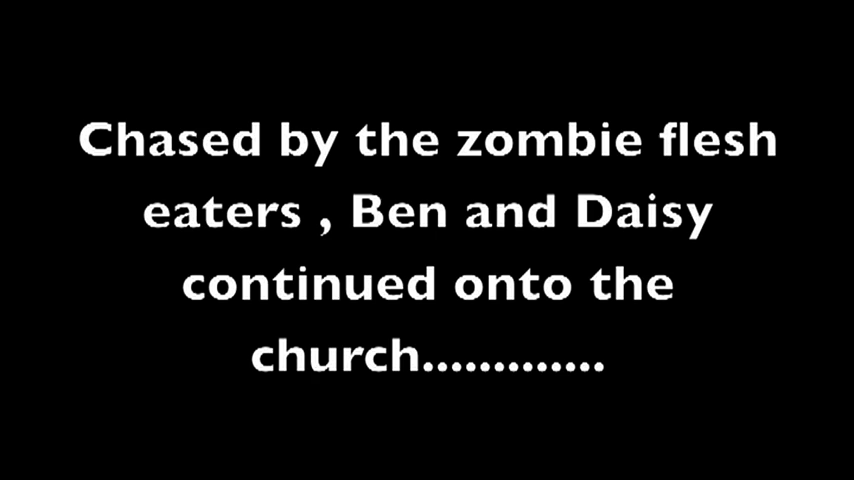 Chased by the zombie flesh
eaters , Ben and Daisy
continued onto the
church.............